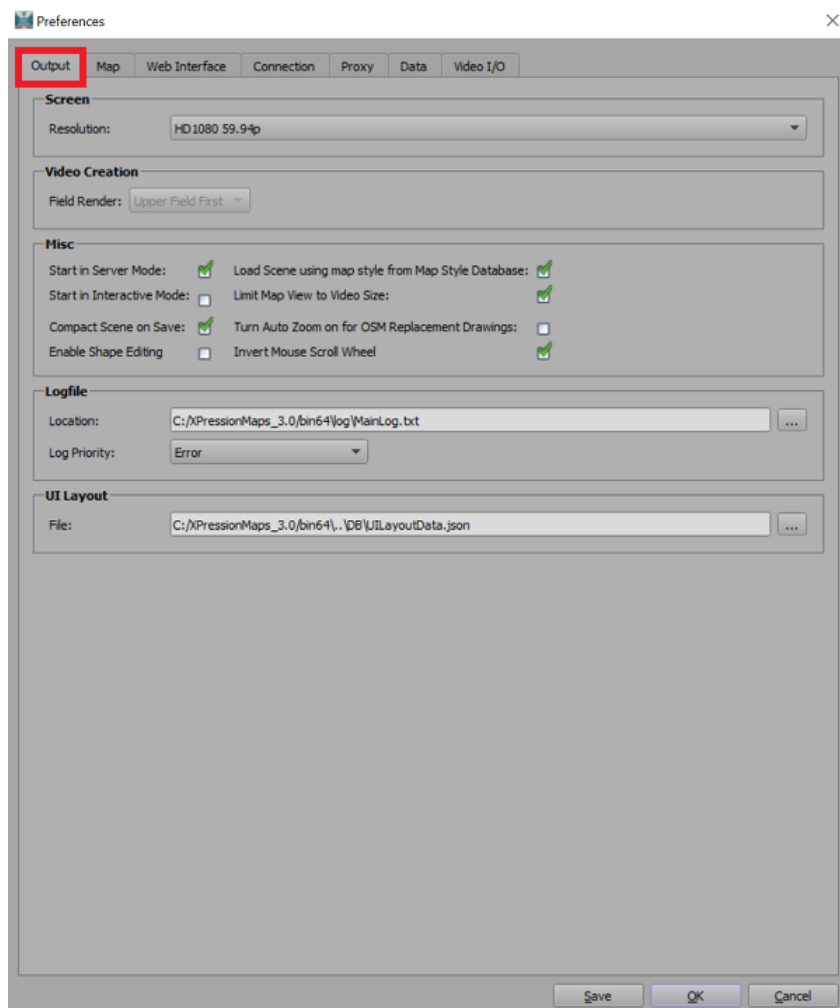 Preferences
Output Map Web Interface Connection Proxy Data Video I/O
Screen
Resolution: HD1080 59.94p
Video Creation
Field Render: Upper Field First
Misc
Start in Server Mode: Load Scene using map style from Map Style Database:
Start in Interactive Mode: Limit Map View to Video Size:
Compact Scene on Save: Turn Auto Zoom on for OSM Replacement Drawings:
Enable Shape Editing Invert Mouse Scroll Wheel
Logfile
Location: C:/XPressionMaps_3.0/bin64\log\MainLog.txt ...
Log Priority: Error
UI Layout
File: C:/XPressionMaps_3.0/bin64\..\DB\UILayoutData.json ...
Save OK Cancel